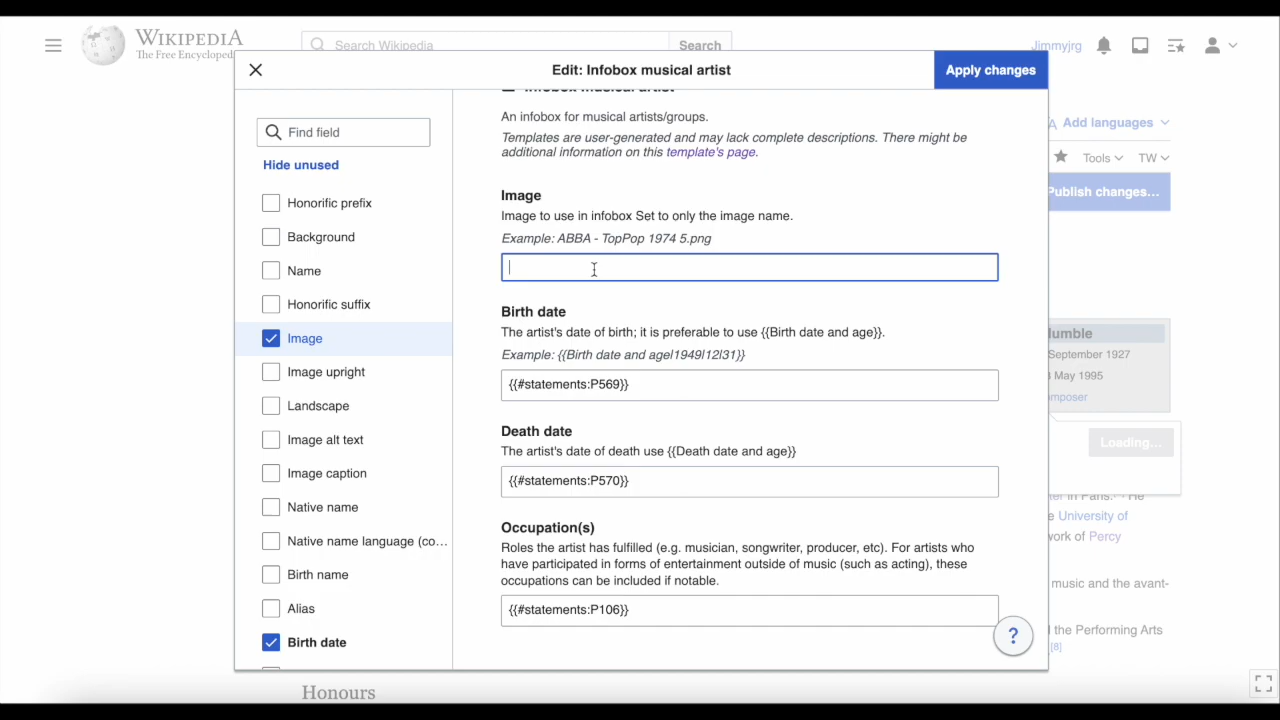 WIKIPEDIA
The Free Encycloped
Search Wikipedia
Search
Jimmyjrg
Edit: Infobox musical artist
Apply changes
Find field
Hide unused
Honorific prefix
Background
Name
Honorific suffix
Image
Image upright
Landscape
Image alt text
Image caption
Native name
Native name language (co...
Birth name
Alias
Birth date
Infobox musical artist
An infobox for musical artists/groups.
Templates are user-generated and may lack complete descriptions. There might be
additional information on this template's page.
Image
Image to use in infobox Set to only the image name.
Example: ABBA - TopPop 1974 5.png
Birth date
The artist's date of birth; it is preferable to use {{Birth date and age}}.
Example: {{Birth date and age|1949|12|31}}
{{#statements:P569}}
Death date
The artist's date of death use {{Death date and age}}
{{#statements:P570}}
Occupation(s)
Roles the artist has fulfilled (e.g. musician, songwriter, producer, etc). For artists who
have participated in forms of entertainment outside of music (such as acting), these
occupations can be included if notable.
{{#statements:P106}}
?
Add languages
Tools
TW
Publish changes...
lumble
September 1927
May 1995
mposer
Loading...
in Paris. He
e University of
work of Percy
music and the avant-
the Performing Arts
[8]
Honours